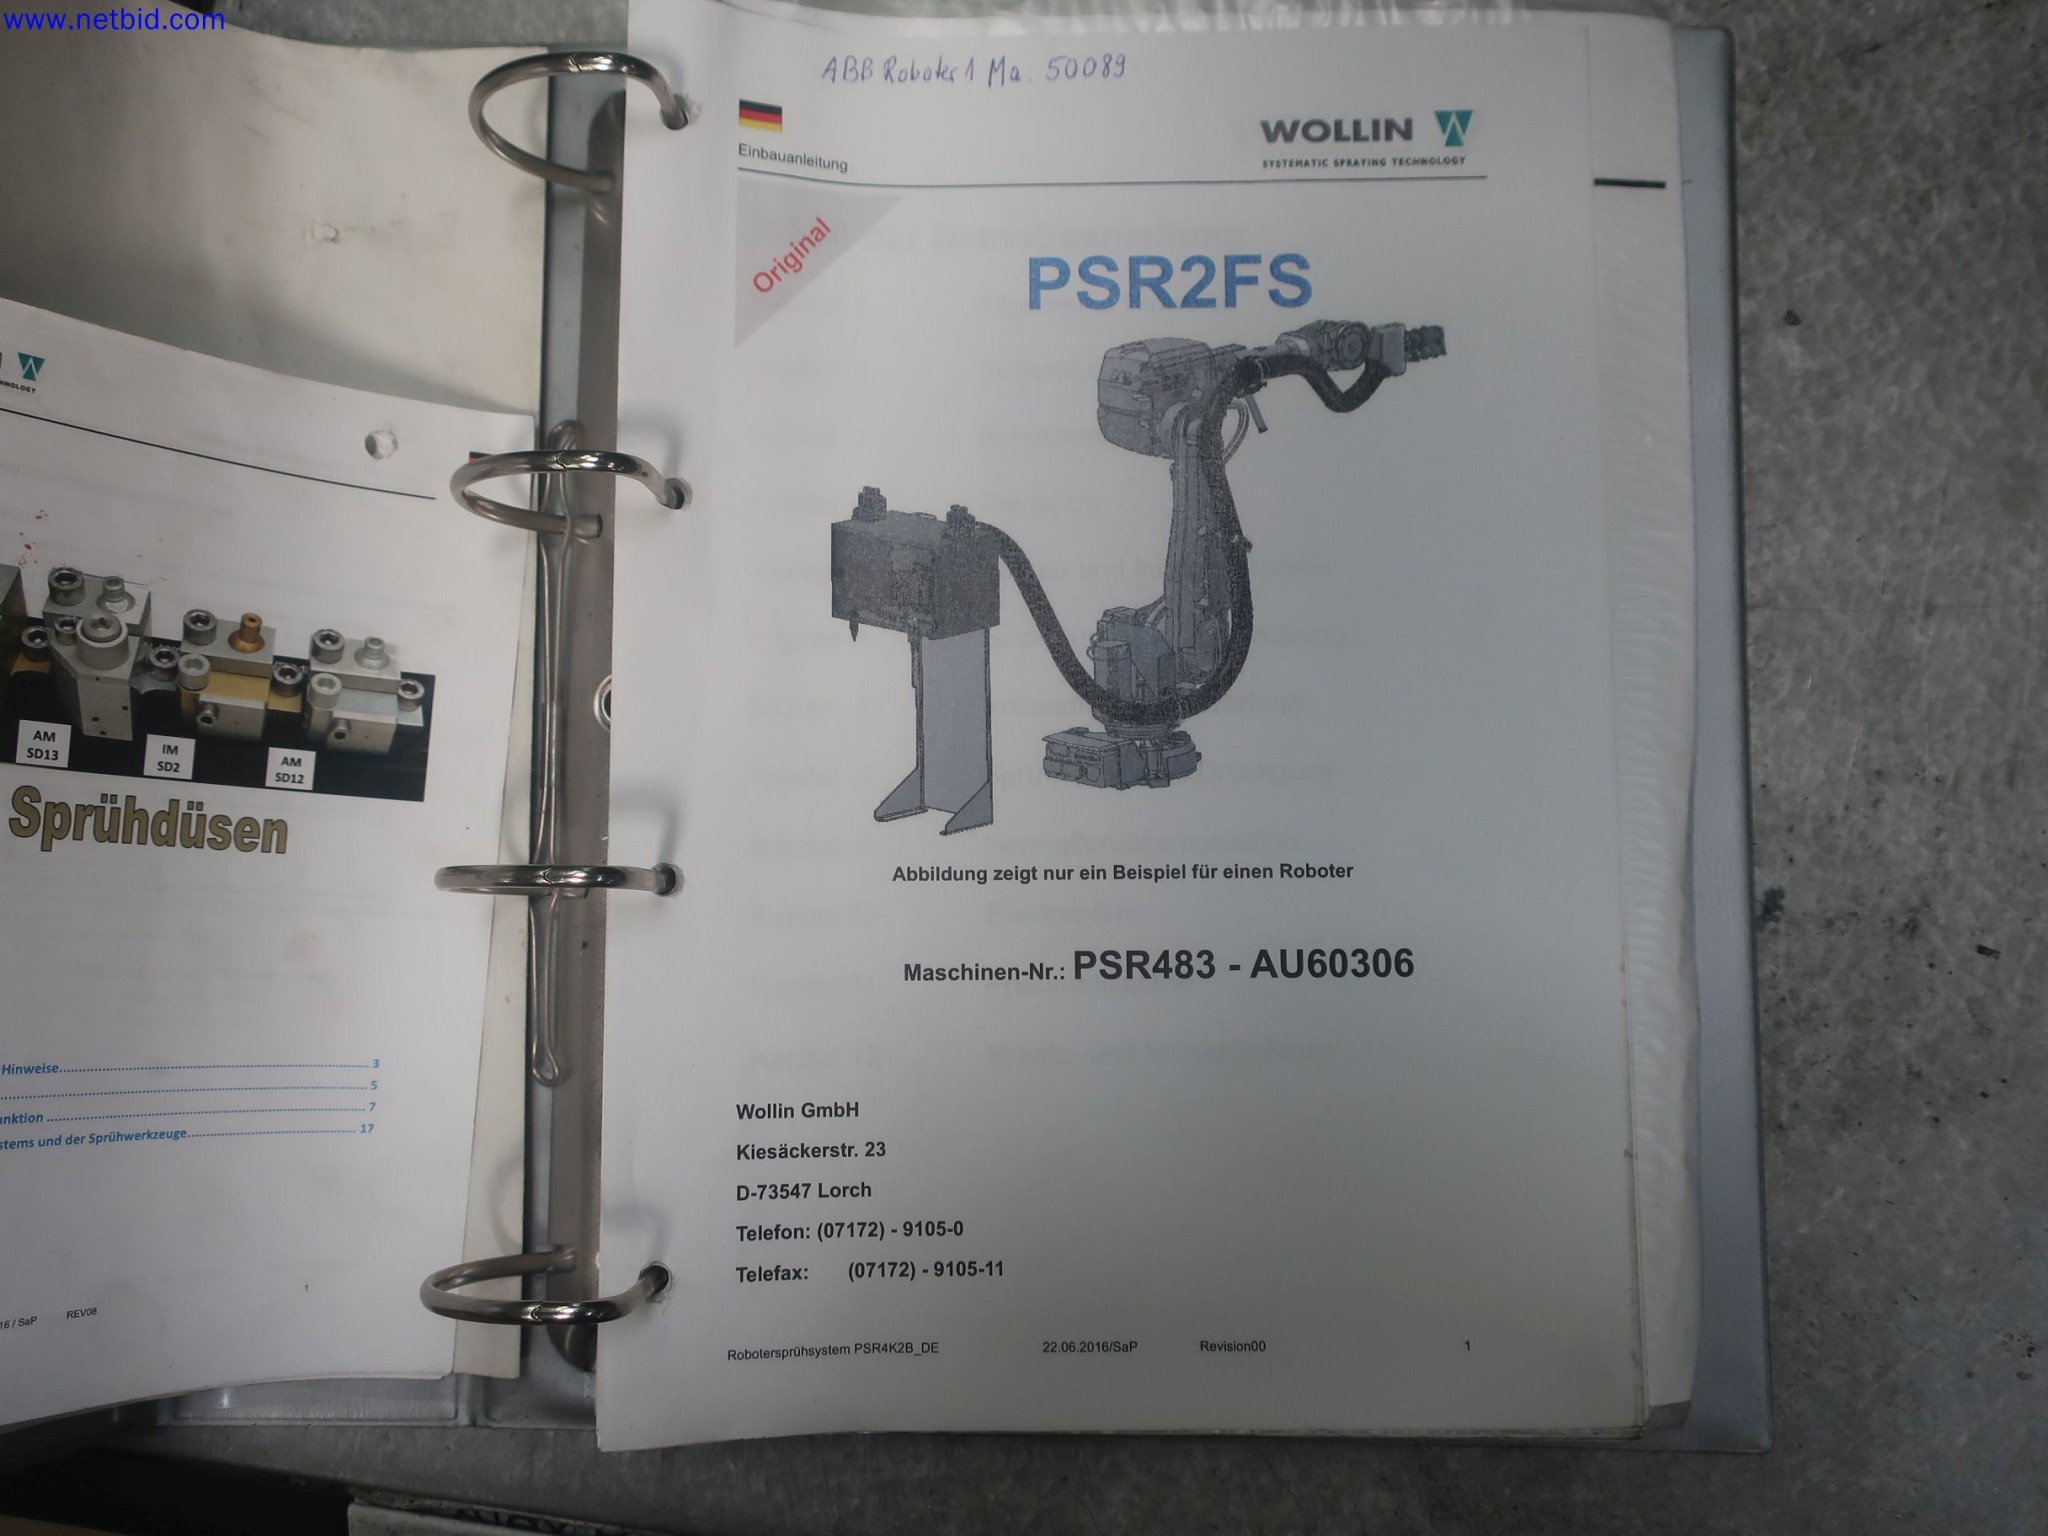 www.netbid.com
AM
SD13
IM
SD2
AM
SD12
Sprühdüsen
Hinweise 3
5
7
stems und der Sprühwerkzeuge 17
16 / SaP REV08
ABB Roboter 1 Ma. 50089
Einbauanleitung
WOLLIN
SYSTEMATIC SPRAYING TECHNOLOGY
Original
PSR2FS
Abbildung zeigt nur ein Beispiel für einen Roboter
Maschinen-Nr.: PSR483 - AU60306
Wollin GmbH
Kiesäckerstr. 23
D-73547 Lorch
Telefon: (07172) - 9105-0
Telefax: (07172) - 9105-11
Robotersprühsystem PSR4K2B_DE 22.06.2016/SaP Revision00 1